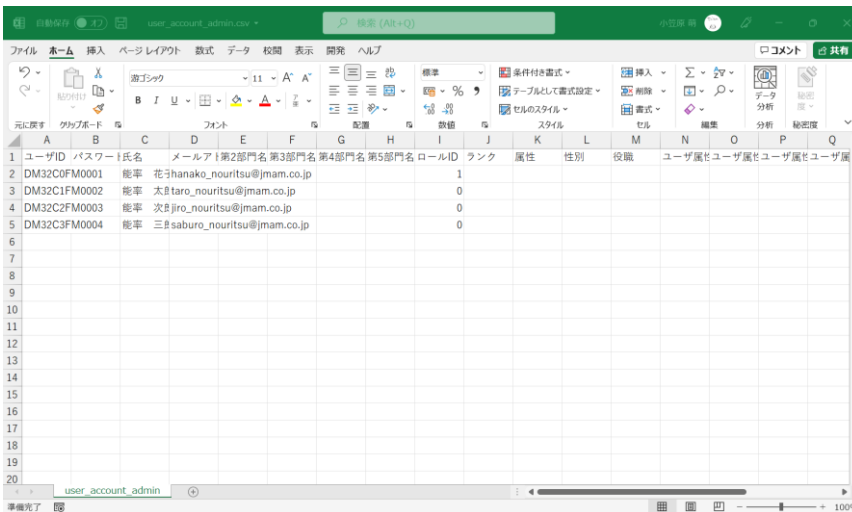 自動保存 オフ user_account_admin.csv 検索 (Alt+Q) 小笠原 萌
ファイル ホーム 挿入 ページ レイアウト 数式 データ 校閲 表示 開発 ヘルプ コメント 共有
貼り付け 游ゴシック 11 A^ A^ 標準 条件付き書式 挿入
B I U A % 9 テーブルとして書式設定 削除 データ分析 秘密度
セルのスタイル 書式
元に戻す クリップボード フォント 配置 数値 スタイル セル 編集 分析 秘密度
A B C D E F G H I J K L M N O P Q
1 ユーザID パスワー 氏名 メールア 第2部門名 第3部門名 第4部門名 第5部門名 ロールID ランク 属性 性別 役職 ユーザ属性 ユーザ属性 ユーザ属性 ユーザ属
2 DM32C0FM0001 能率 花子 hanako_nouritsu@jmam.co.jp 1
3 DM32C1FM0002 能率 太 taro_nouritsu@jmam.co.jp 0
4 DM32C2FM0003 能率 次 jiro_nouritsu@jmam.co.jp 0
5 DM32C3FM0004 能率 三 saburo_nouritsu@jmam.co.jp 0
6
7
8
9
10
11
12
13
14
15
16
17
18
19
20
user_account_admin
準備完了 100%